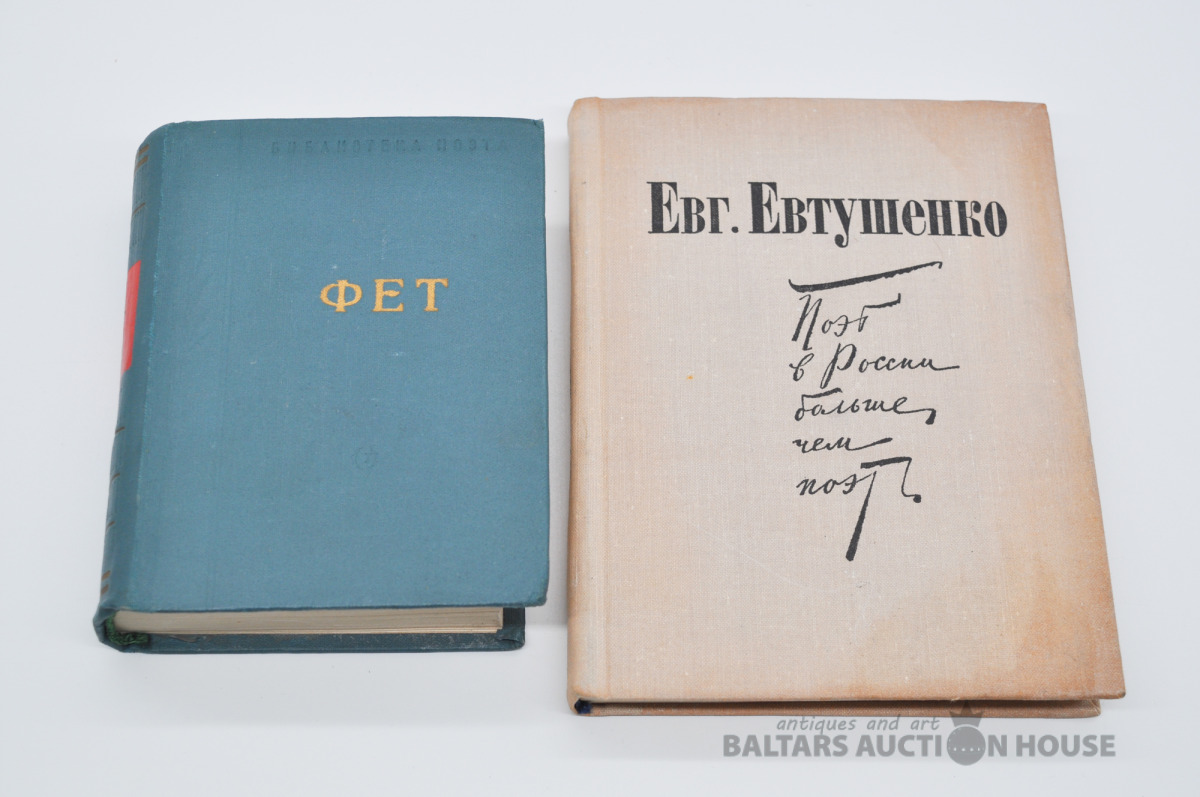 БИБЛИОТЕКА ПОЭТА
ФЕТ
Евг. Евтушенко
Поэт
в России
больше,
чем
поэт.
antiques and art
BALTARS AUCTION HOUSE